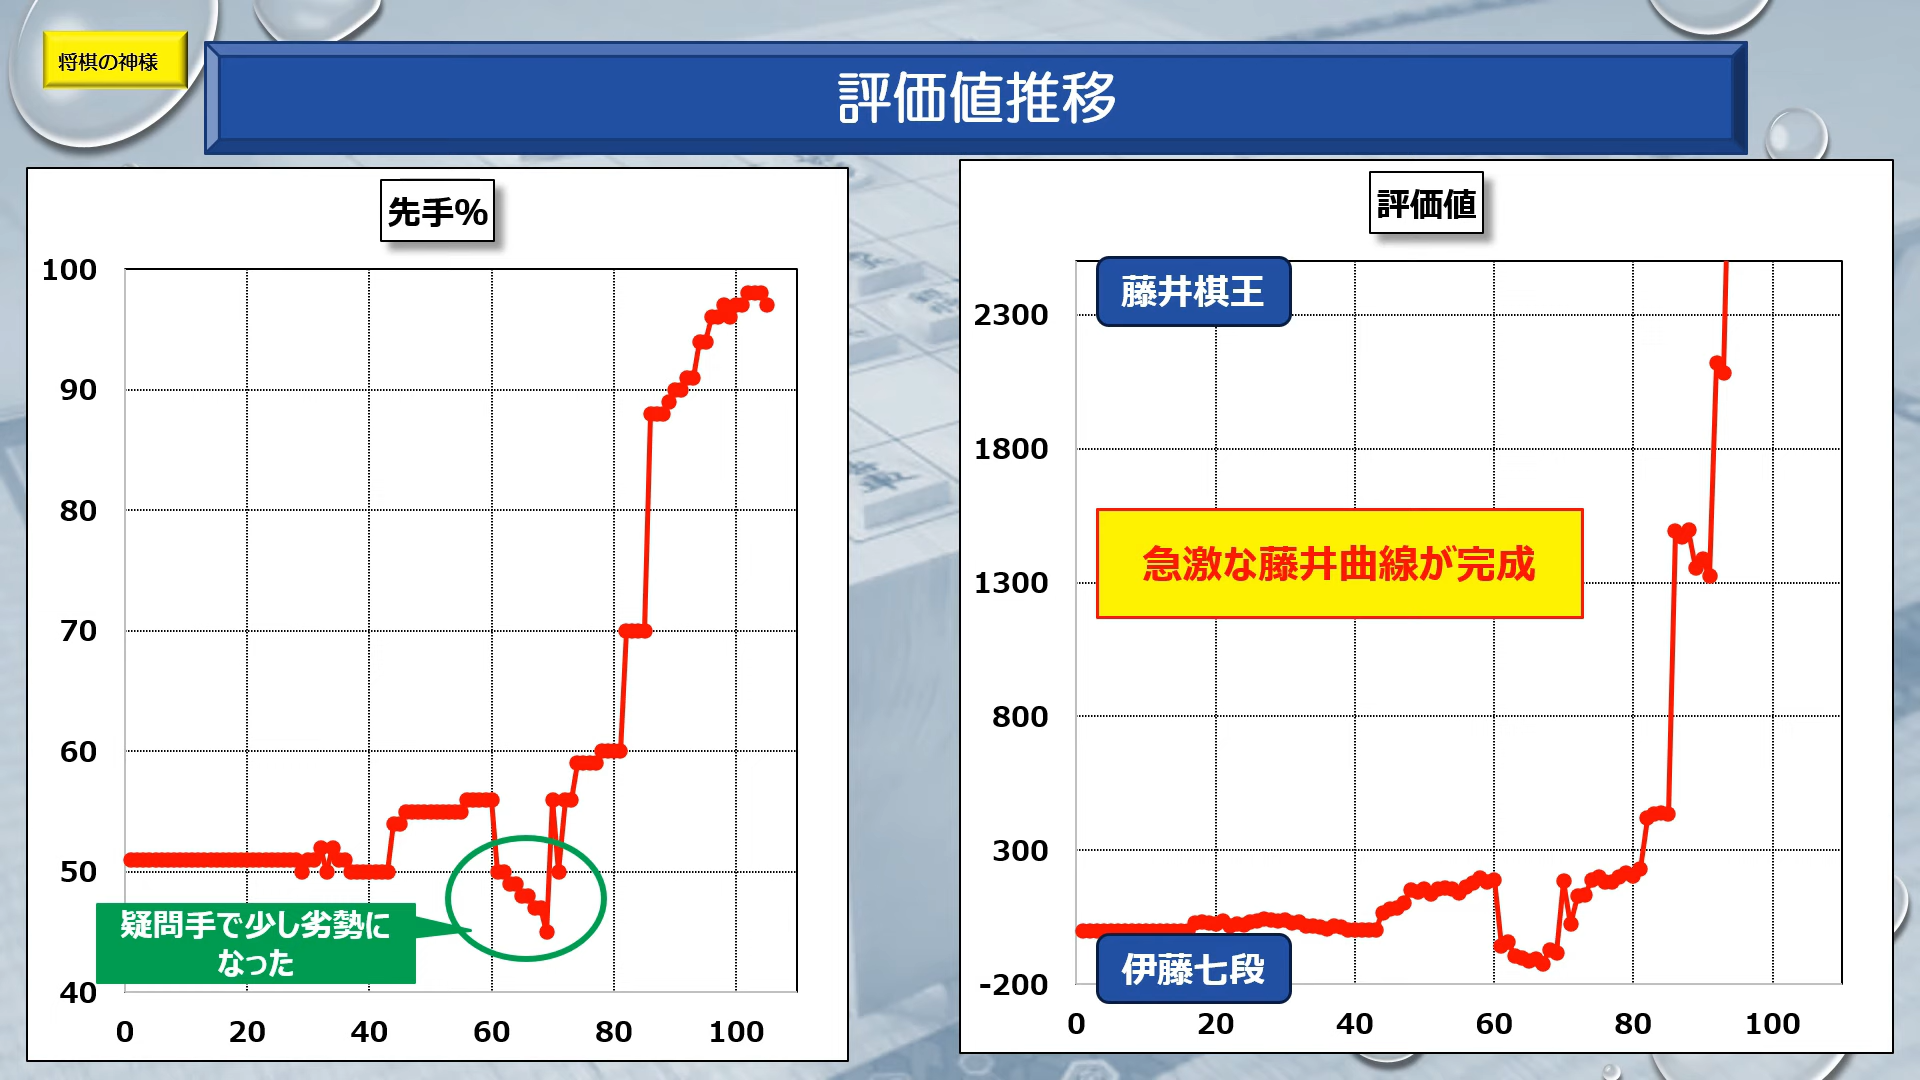 将棋の神様
評価値推移
先手%
100
90
80
70
60
50
40
0 20 40 60 80 100
疑問手で少し劣勢に
なった
評価値
藤井棋王
2300
1800
1300
800
300
-200
0 20 40 60 80 100
急激な藤井曲線が完成
伊藤七段